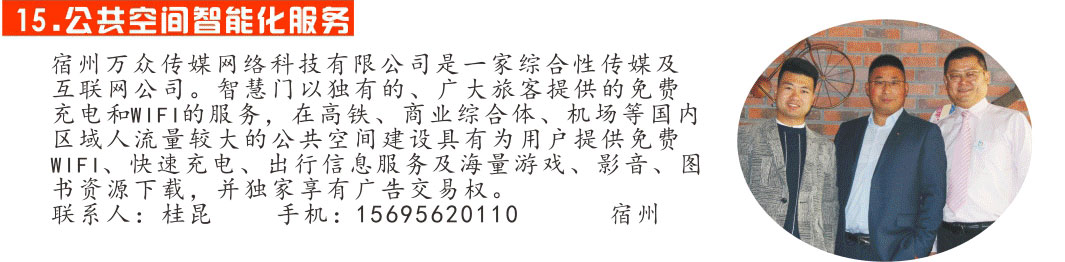 15.公共空间智能化服务
宿州万众传媒网络科技有限公司是一家综合性传媒及
互联网公司。智慧门以独有的、广大旅客提供的免费
充电和WIFI的服务，在高铁、商业综合体、机场等国内
区域人流量较大的公共空间建设具有为用户提供免费
WIFI、快速充电、出行信息服务及海量游戏、影音、图
书资源下载，并独家享有广告交易权。
联系人：桂昆 手机：15695620110 宿州